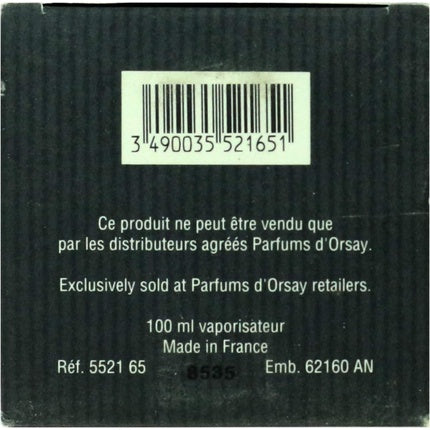 3 490035 521651
Ce produit ne peut être vendu que
par les distributeurs agréés Parfums d'Orsay.
Exclusively sold at Parfums d'Orsay retailers.
100 ml vaporisateur
Made in France
Réf. 5521 65 8535 Emb. 62160 AN